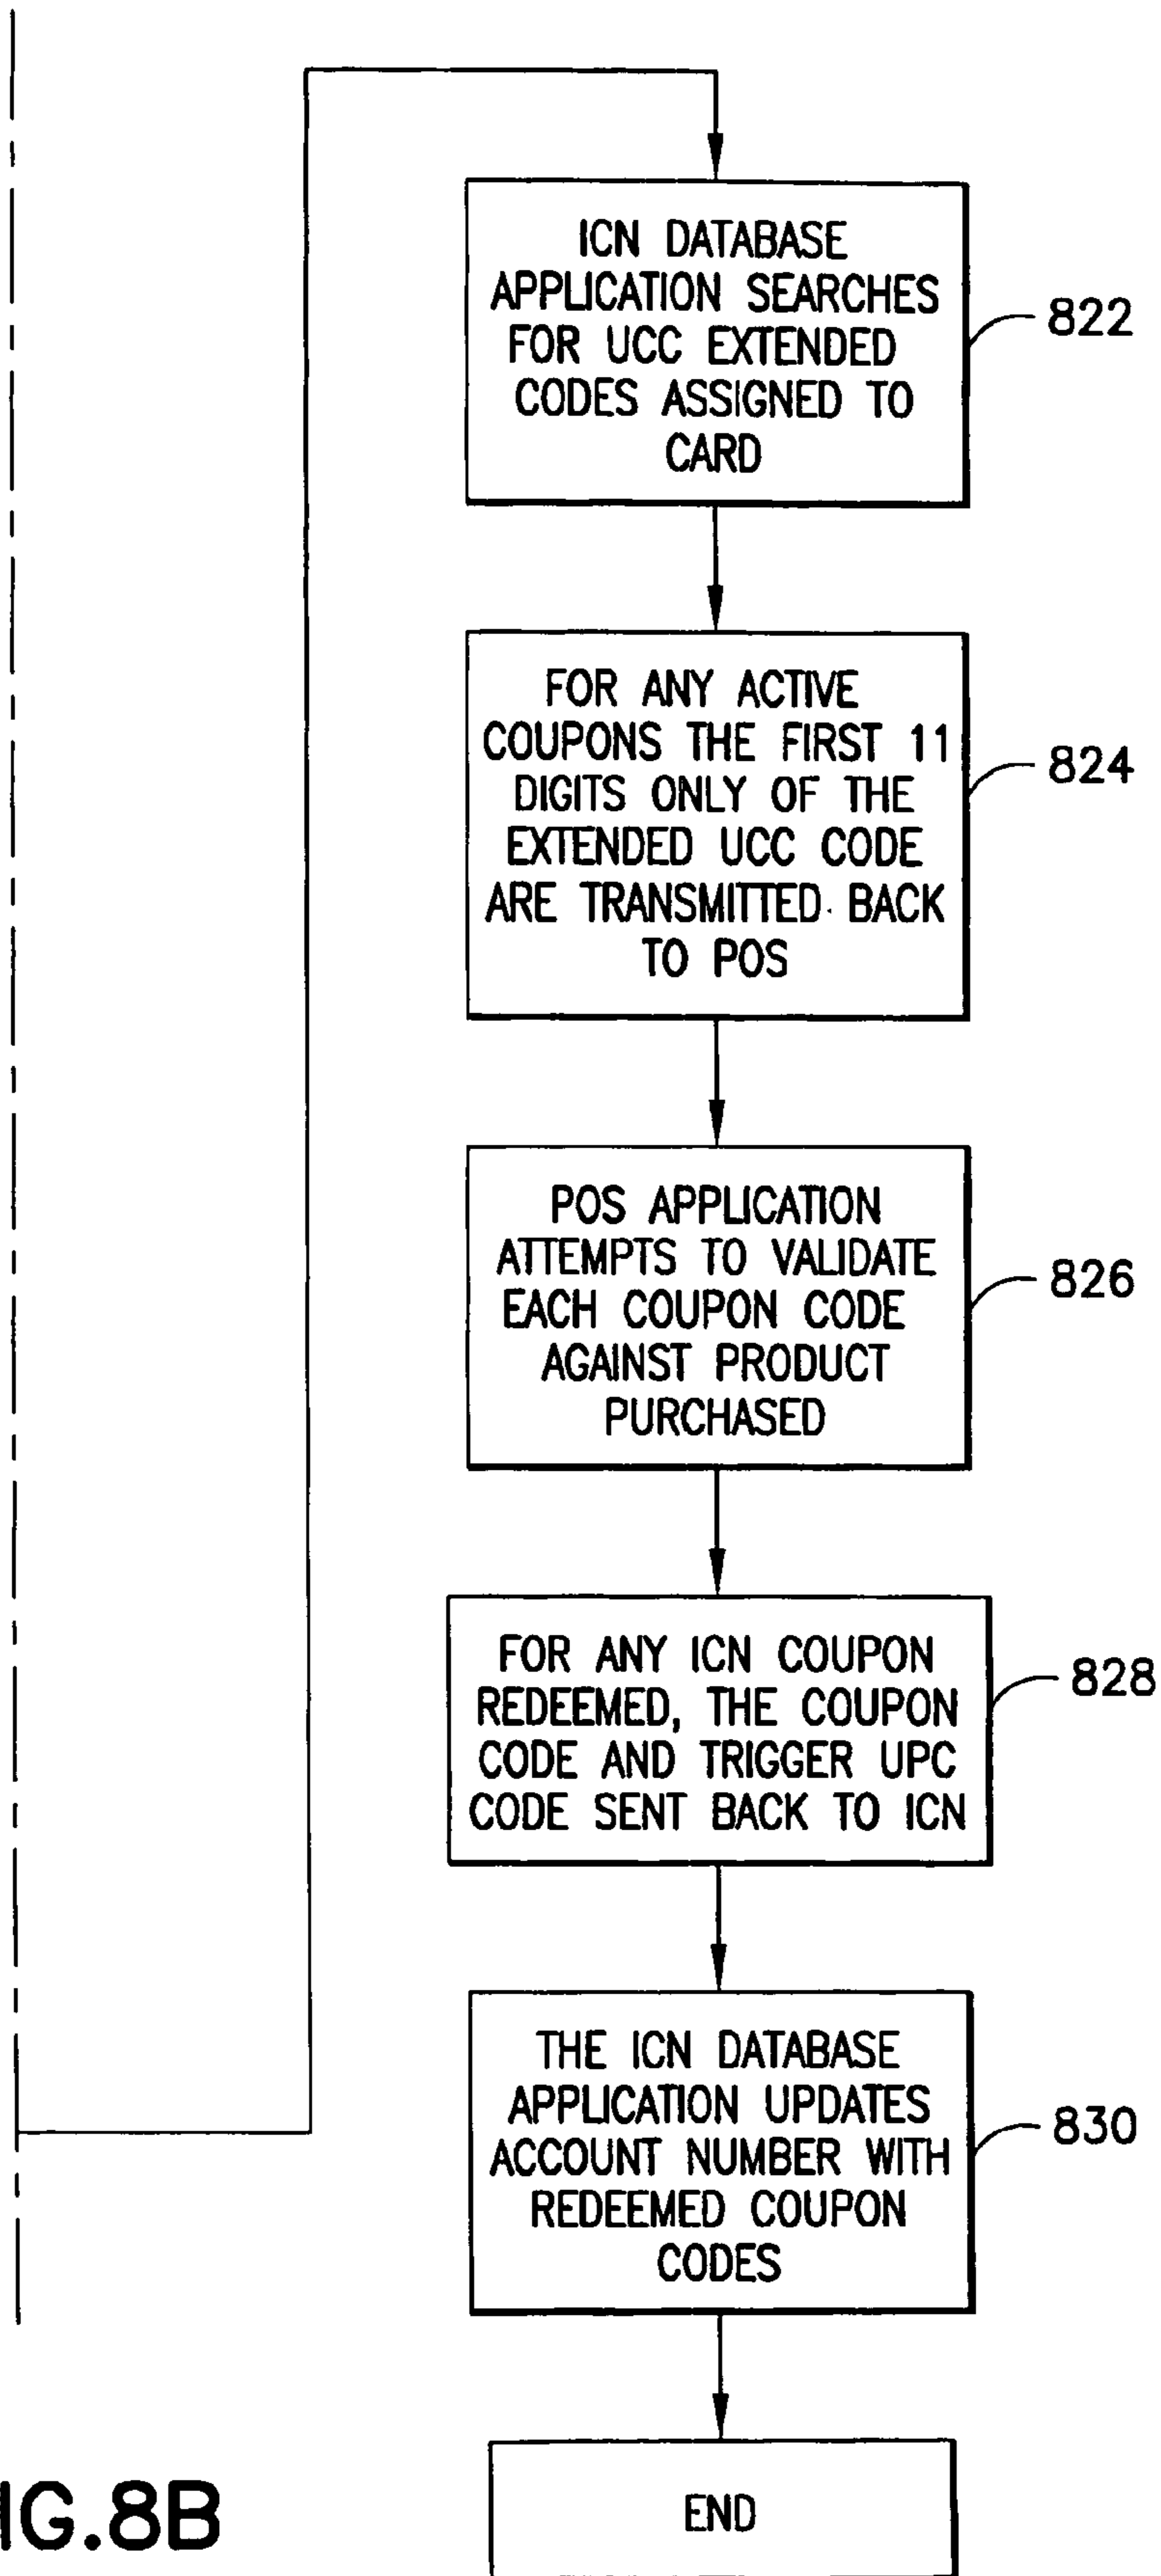 ICN DATABASE
APPLICATION SEARCHES
FOR UCC EXTENDED
CODES ASSIGNED TO
CARD
822
FOR ANY ACTIVE
COUPONS THE FIRST 11
DIGITS ONLY OF THE
EXTENDED UCC CODE
ARE TRANSMITTED BACK
TO POS
824
POS APPLICATION
ATTEMPTS TO VALIDATE
EACH COUPON CODE
AGAINST PRODUCT
PURCHASED
826
FOR ANY ICN COUPON
REDEEMED, THE COUPON
CODE AND TRIGGER UPC
CODE SENT BACK TO ICN
828
THE ICN DATABASE
APPLICATION UPDATES
ACCOUNT NUMBER WITH
REDEEMED COUPON
CODES
830
END
IG.8B